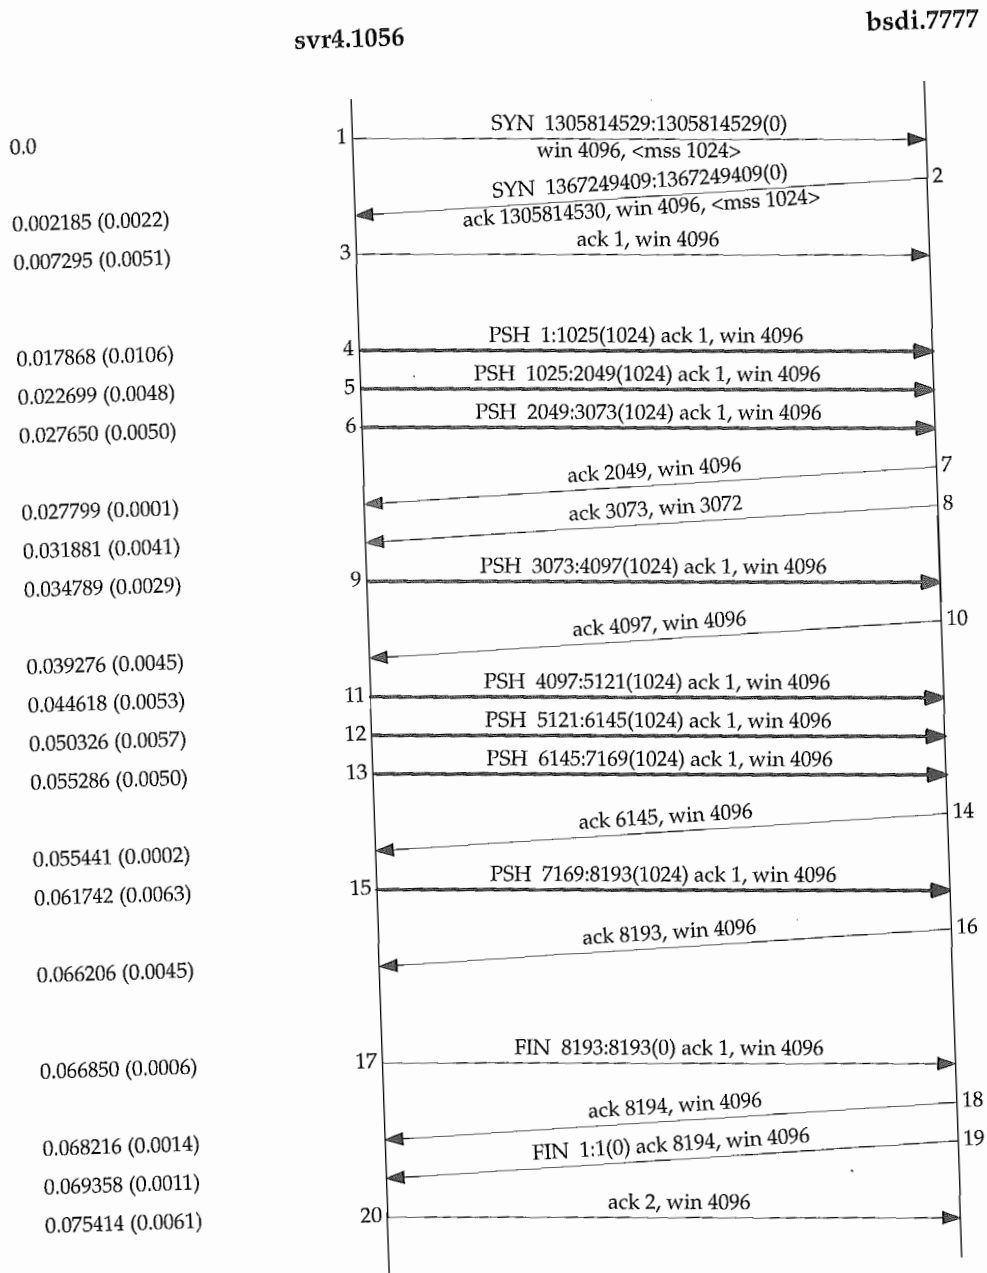 svr4.1056
bsdi.7777
0.0
1
SYN 1305814529:1305814529(0)
win 4096, <mss 1024>
SYN 1367249409:1367249409(0)
2
0.002185 (0.0022)
ack 1305814530, win 4096, <mss 1024>
0.007295 (0.0051)
3
ack 1, win 4096
0.017868 (0.0106)
4
PSH 1:1025(1024) ack 1, win 4096
0.022699 (0.0048)
5
PSH 1025:2049(1024) ack 1, win 4096
0.027650 (0.0050)
6
PSH 2049:3073(1024) ack 1, win 4096
0.027799 (0.0001)
ack 2049, win 4096
7
0.031881 (0.0041)
ack 3073, win 3072
8
0.034789 (0.0029)
9
PSH 3073:4097(1024) ack 1, win 4096
0.039276 (0.0045)
ack 4097, win 4096
10
0.044618 (0.0053)
11
PSH 4097:5121(1024) ack 1, win 4096
0.050326 (0.0057)
12
PSH 5121:6145(1024) ack 1, win 4096
0.055286 (0.0050)
13
PSH 6145:7169(1024) ack 1, win 4096
0.055441 (0.0002)
ack 6145, win 4096
14
0.061742 (0.0063)
15
PSH 7169:8193(1024) ack 1, win 4096
0.066206 (0.0045)
ack 8193, win 4096
16
0.066850 (0.0006)
17
FIN 8193:8193(0) ack 1, win 4096
0.068216 (0.0014)
ack 8194, win 4096
18
0.069358 (0.0011)
FIN 1:1(0) ack 8194, win 4096
19
0.075414 (0.0061)
20
ack 2, win 4096